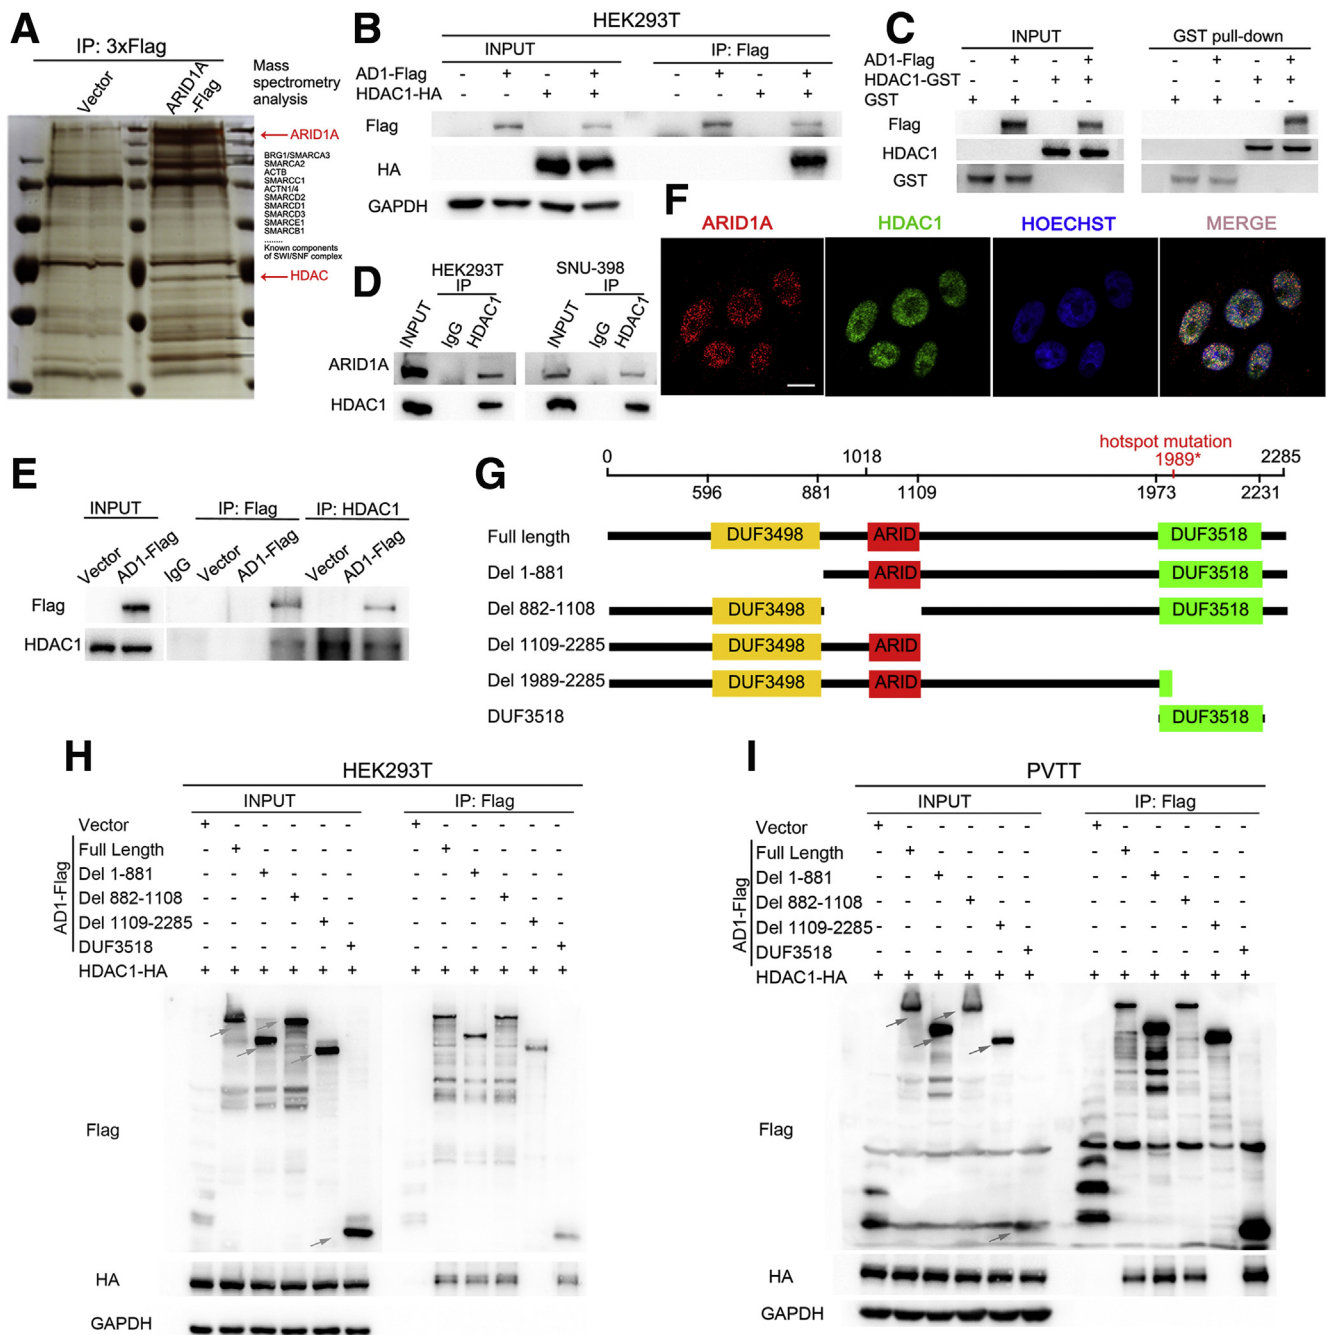 A
IP: 3xFlag
Vector
ARID1A
-Flag
Mass
spectrometry
analysis
ARID1A
BRG1/SMARCA3
SMARCA2
ACTB
SMARCC1
ACTN1/4
SMARCD2
SMARCD1
SMARCD3
SMARCE1
SMARCB1
........
Known components
of SWI/SNF complex
HDAC
B
HEK293T
INPUT IP: Flag
AD1-Flag - + - + - + - +
HDAC1-HA - - + + - - + +
Flag
HA
GAPDH
C
INPUT GST pull-down
AD1-Flag - + - + - + - +
HDAC1-GST - - + + - - + +
GST + + - - + + - -
Flag
HDAC1
GST
D
HEK293T SNU-398
IP IP
INPUT IgG HDAC1 INPUT IgG HDAC1
ARID1A
HDAC1
F
ARID1A HDAC1 HOECHST MERGE
E
INPUT IP: Flag IP: HDAC1
Vector AD1-Flag IgG Vector AD1-Flag Vector AD1-Flag
Flag
HDAC1
G
hotspot mutation
0 1018 1989* 2285
596 881 1109 1973 2231
Full length DUF3498 ARID DUF3518
Del 1-881 ARID DUF3518
Del 882-1108 DUF3498 DUF3518
Del 1109-2285 DUF3498 ARID
Del 1989-2285 DUF3498 ARID
DUF3518 DUF3518
H
HEK293T
INPUT IP: Flag
AD1-Flag
Vector + - - - - - + - - - - -
Full Length - + - - - - - + - - - -
Del 1-881 - - + - - - - - + - - -
Del 882-1108 - - - + - - - - - + - -
Del 1109-2285 - - - - + - - - - - + -
DUF3518 - - - - - + - - - - - +
HDAC1-HA + + + + + + + + + + + +
Flag
HA
GAPDH
I
PVTT
INPUT IP: Flag
AD1-Flag
Vector + - - - - - + - - - - -
Full Length - + - - - - - + - - - -
Del 1-881 - - + - - - - - + - - -
Del 882-1108 - - - + - - - - - + - -
Del 1109-2285 - - - - + - - - - - + -
DUF3518 - - - - - + - - - - - +
HDAC1-HA + + + + + + + + + + + +
Flag
HA
GAPDH